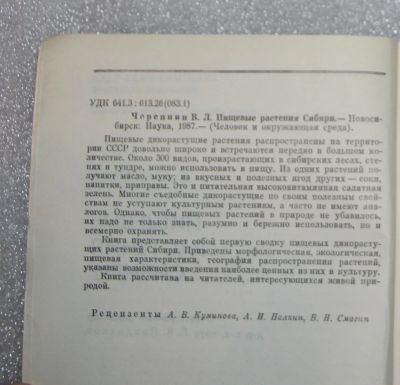 УДК 641.3 : 613.26 (083.1)
Черепнин В. Л. Пищевые растения Сибири.— Новоси-
бирск: Наука, 1987.— (Человек и окружающая среда).
Пищевые дикорастущие растения распространены на террито-
рии СССР довольно широко и встречаются нередко в большом ко-
личестве. Около 300 видов, произрастающих в сибирских лесах, сте-
пях и тундре, можно использовать в пищу. Из одних растений по-
лучают масло, муку; из вкусных и полезных ягод других — соки,
напитки, приправы. Это и питательная высоковитаминная салатная
зелень. Многие съедобные дикорастущие по своим полезным свой-
ствам не уступают культурным растениям, а часто не имеют ана-
логов. Однако, чтобы пищевых растений в природе не убавилось,
их надо не только знать, разумно и бережно использовать, но и
всемерно охранять.
Книга представляет собой первую сводку пищевых дикорасту-
щих растений Сибири. Приведены морфологическая, экологическая,
пищевая характеристики, география распространения растений,
указаны возможности введения наиболее ценных из них в культуру.
Книга рассчитана на читателей, интересующихся живой при-
родой.
Рецензенты А. В. Куминова, А. И. Палкин, В. Н. Смагин